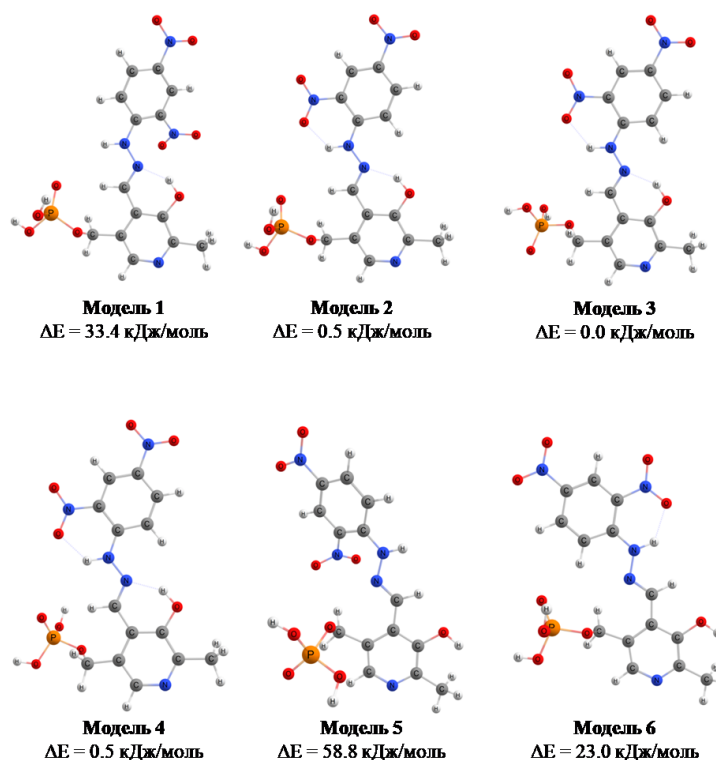 Модель 1
ΔE = 33.4 кДж/моль
Модель 2
ΔE = 0.5 кДж/моль
Модель 3
ΔE = 0.0 кДж/моль
Модель 4
ΔE = 0.5 кДж/моль
Модель 5
ΔE = 58.8 кДж/моль
Модель 6
ΔE = 23.0 кДж/моль